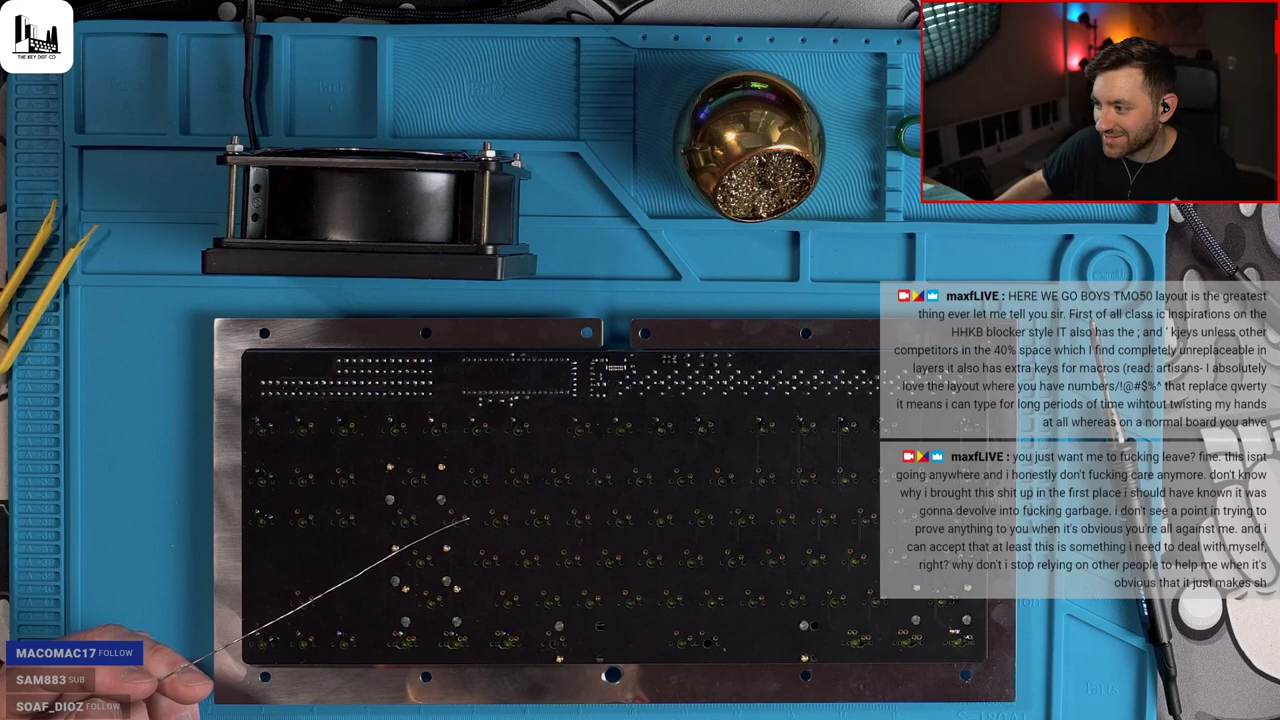 THE KEY DOT CO
maxfLIVE : HERE WE GO BOYS TMO50 layout is the greatest
thing ever let me tell you sir. First of all class ic inspirations on the
HHKB blocker style IT also has the ; and ' kjeys unless other
competitors in the 40% space which I find completely unreplaceable in
layers it also has extra keys for macros (read: artisans- I absolutely
love the layout where you have numbers/!@#$%^ that replace qwerty
it means i can type for long periods of time wihtout twisting my hands
at all whereas on a normal board you ahve
maxfLIVE : you just want me to fucking leave? fine. this isnt
going anywhere and i honestly don't fucking care anymore. don't know
why i brought this shit up in the first place i should have known it was
gonna devolve into fucking garbage. i don't see a point in trying to
prove anything to you when it's obvious you're all against me. and i
can accept that at least this is something i need to deal with myself,
right? why don't i stop relying on other people to help me when it's
obvious that it just makes sh
MACOMAC17 FOLLOW
SAM883 SUB
SOAF_DIOZ FOLLOW
Paris